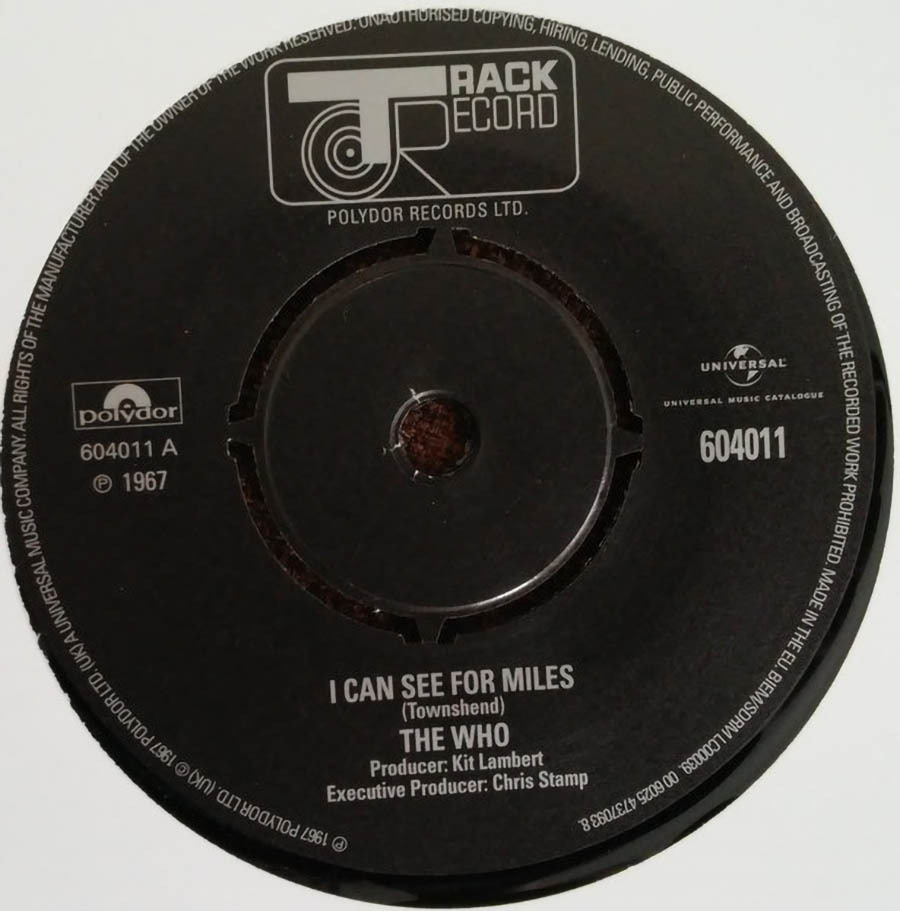 TRACK
RECORD
POLYDOR RECORDS LTD.
polydor
604011 A
℗ 1967
UNIVERSAL
UNIVERSAL MUSIC CATALOGUE
604011
I CAN SEE FOR MILES
(Townshend)
THE WHO
Producer: Kit Lambert
Executive Producer: Chris Stamp
℗ 1967 POLYDOR LTD. (UK) © 1967 POLYDOR LTD. (UK) A UNIVERSAL MUSIC COMPANY. ALL RIGHTS OF THE MANUFACTURER AND OF THE OWNER OF THE WORK RESERVED. UNAUTHORISED COPYING, HIRING, LENDING, PUBLIC PERFORMANCE AND BROADCASTING OF THE RECORDED WORK PROHIBITED. MADE IN THE EU. BIEM/SDRM LC00039. 00 6025 4737093 8.